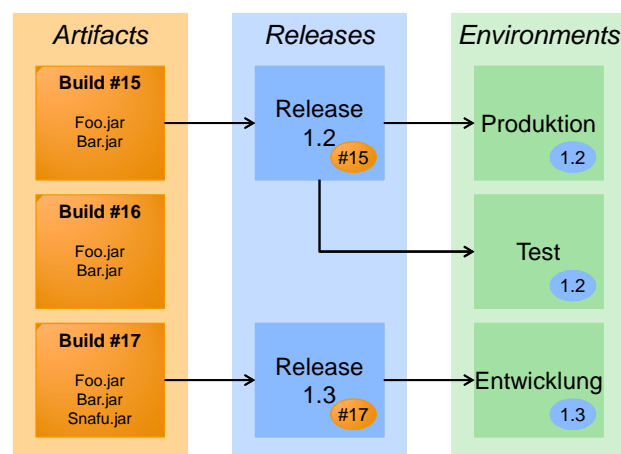 Artifacts
Releases
Environments
Build #15
Foo.jar
Bar.jar
Release
1.2
#15
Produktion
1.2
Build #16
Foo.jar
Bar.jar
Test
1.2
Build #17
Foo.jar
Bar.jar
Snafu.jar
Release
1.3
#17
Entwicklung
1.3